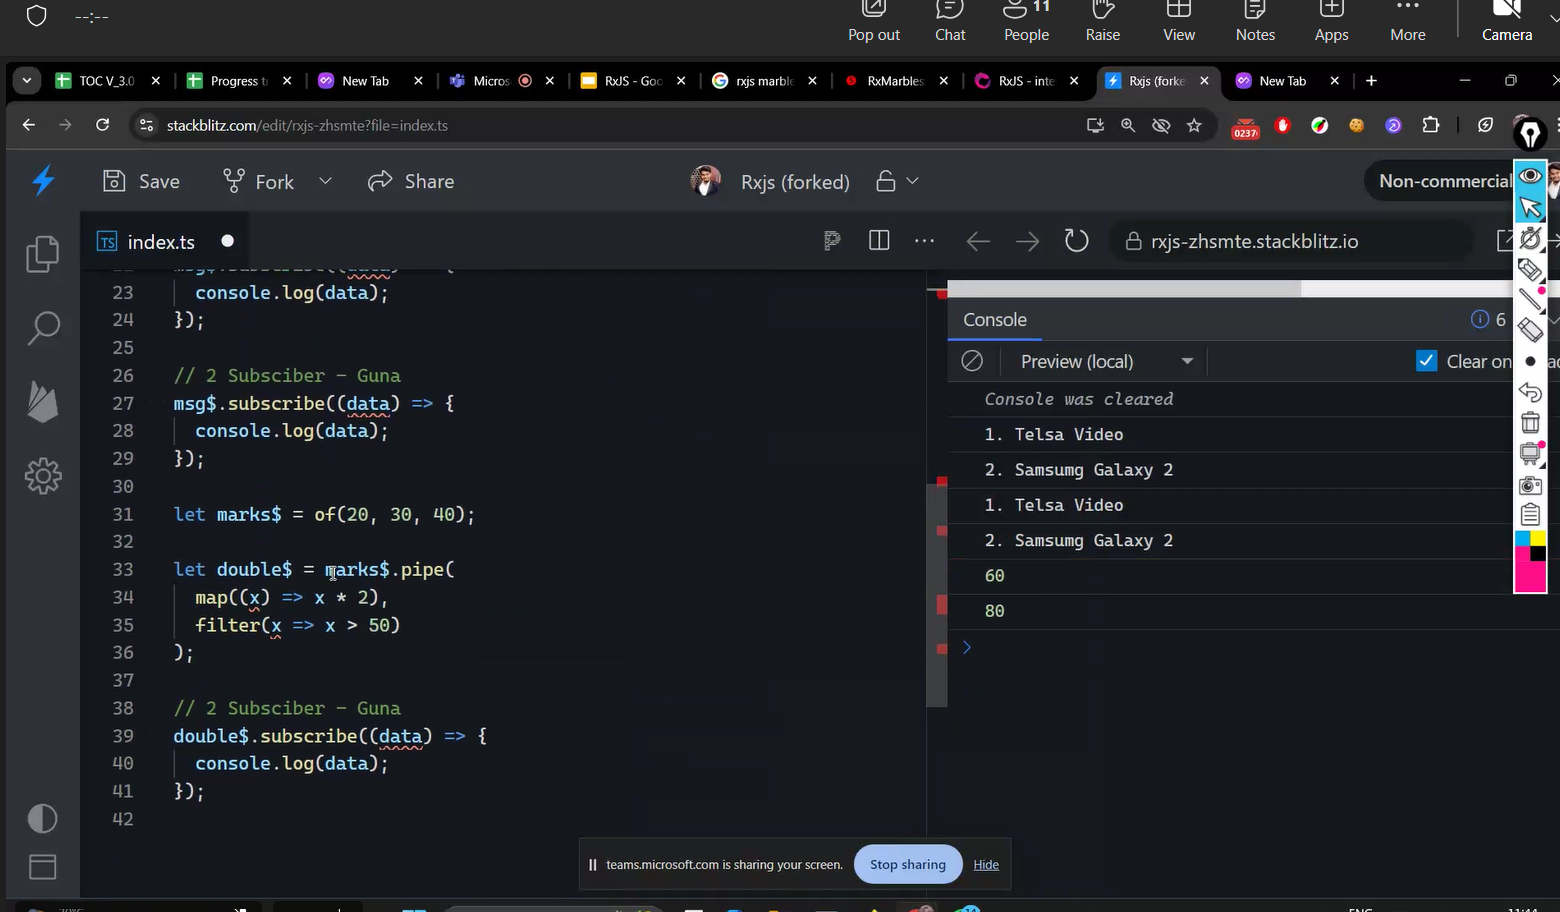 --:--
11
Pop out
Chat
People
Raise
View
Notes
Apps
More
Camera
TOC V_3.0
Progress t
New Tab
Micros
RxJS - Goo
rxjs marble
RxMarbles
RxJS - inte
Rxjs (forke
New Tab
stackblitz.com/edit/rxjs-zhsmte?file=index.ts
0237
Save
Fork
Share
Rxjs (forked)
Non-commercial
TS index.ts
rxjs-zhsmte.stackblitz.io
23 console.log(data);
24 });
25
26 // 2 Subsciber – Guna
27 msg$.subscribe((data) => {
28 console.log(data);
29 });
30
31 let marks$ = of(20, 30, 40);
32
33 let double$ = marks$.pipe(
34 map((x) => x * 2),
35 filter(x => x > 50)
36 );
37
38 // 2 Subsciber – Guna
39 double$.subscribe((data) => {
40 console.log(data);
41 });
42
Console
6
Preview (local)
Clear on
Console was cleared
1. Telsa Video
2. Samsumg Galaxy 2
1. Telsa Video
2. Samsumg Galaxy 2
60
80
teams.microsoft.com is sharing your screen.
Stop sharing
Hide